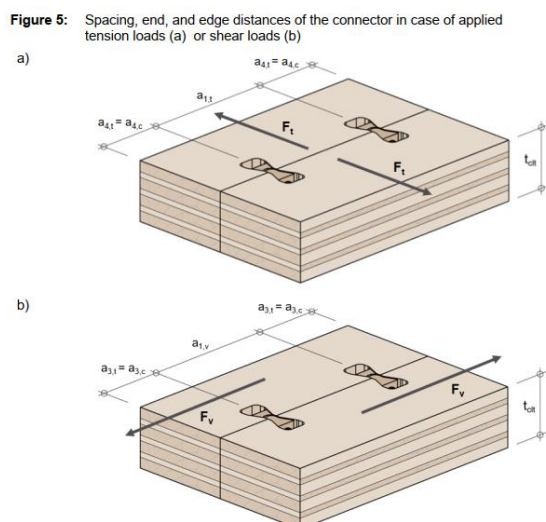 Figure 5: Spacing, end, and edge distances of the connector in case of applied
tension loads (a) or shear loads (b)
a)
a4,t = a4,c
a1,t
a4,t = a4,c
Ft
Ft
tclt
b)
a3,t = a3,c
a1,v
a3,t = a3,c
Fv
Fv
tclt